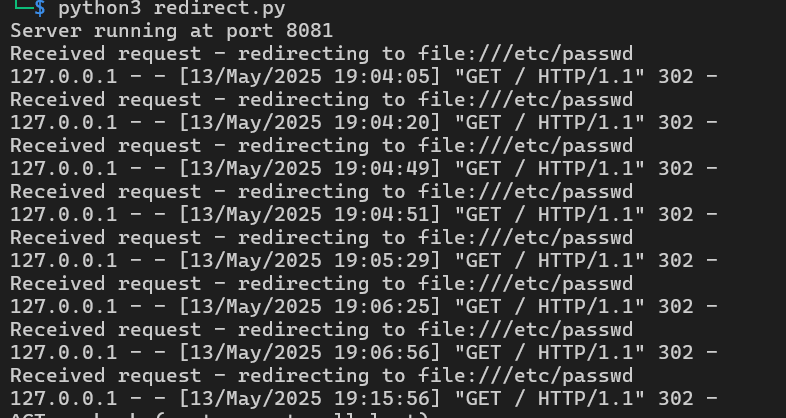 └─$ python3 redirect.py
Server running at port 8081
Received request - redirecting to file:///etc/passwd
127.0.0.1 - - [13/May/2025 19:04:05] "GET / HTTP/1.1" 302 -
Received request - redirecting to file:///etc/passwd
127.0.0.1 - - [13/May/2025 19:04:20] "GET / HTTP/1.1" 302 -
Received request - redirecting to file:///etc/passwd
127.0.0.1 - - [13/May/2025 19:04:49] "GET / HTTP/1.1" 302 -
Received request - redirecting to file:///etc/passwd
127.0.0.1 - - [13/May/2025 19:04:51] "GET / HTTP/1.1" 302 -
Received request - redirecting to file:///etc/passwd
127.0.0.1 - - [13/May/2025 19:05:29] "GET / HTTP/1.1" 302 -
Received request - redirecting to file:///etc/passwd
127.0.0.1 - - [13/May/2025 19:06:25] "GET / HTTP/1.1" 302 -
Received request - redirecting to file:///etc/passwd
127.0.0.1 - - [13/May/2025 19:06:56] "GET / HTTP/1.1" 302 -
Received request - redirecting to file:///etc/passwd
127.0.0.1 - - [13/May/2025 19:15:56] "GET / HTTP/1.1" 302 -